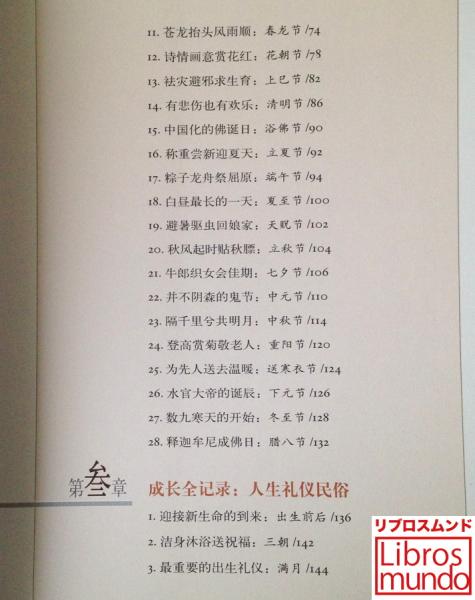 11. 苍龙抬头风雨顺：春龙节/74
12. 诗情画意赏花红：花朝节/78
13. 祛灾避邪求生育：上巳节/82
14. 有悲伤也有欢乐：清明节/86
15. 中国化的佛诞日：浴佛节/90
16. 称重尝新迎夏天：立夏节/92
17. 粽子龙舟祭屈原：端午节/94
18. 白昼最长的一天：夏至节/100
19. 避暑驱虫回娘家：天贶节/102
20. 秋风起时贴秋膘：立秋节/104
21. 牛郎织女会佳期：七夕节/106
22. 并不阴森的鬼节：中元节/110
23. 隔千里兮共明月：中秋节/114
24. 登高赏菊敬老人：重阳节/120
25. 为先人送去温暖：送寒衣节/124
26. 水官大帝的诞辰：下元节/126
27. 数九寒天的开始：冬至节/128
28. 释迦牟尼成佛日：腊八节/132
第叁章 成长全记录：人生礼仪民俗
1. 迎接新生命的到来：出生前后/136
2. 洁身沐浴送祝福：三朝/142
3. 最重要的出生礼仪：满月/144
リブロスムンド
Libros
mundo